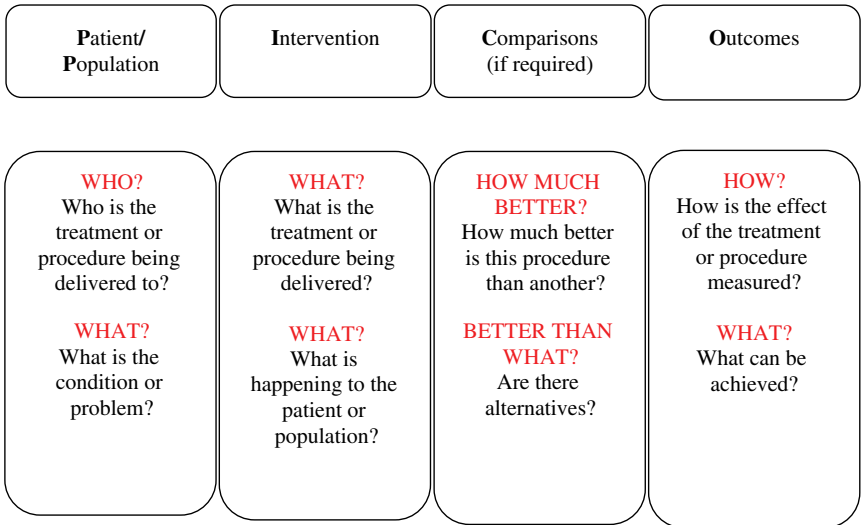 Patient/
Population
Intervention
Comparisons
(if required)
Outcomes
WHO?
Who is the
treatment or
procedure being
delivered to?
WHAT?
What is the
condition or
problem?
WHAT?
What is the
treatment or
procedure being
delivered?
WHAT?
What is
happening to the
patient or
population?
HOW MUCH
BETTER?
How much better
is this procedure
than another?
BETTER THAN
WHAT?
Are there
alternatives?
HOW?
How is the effect
of the treatment
or procedure
measured?
WHAT?
What can be
achieved?